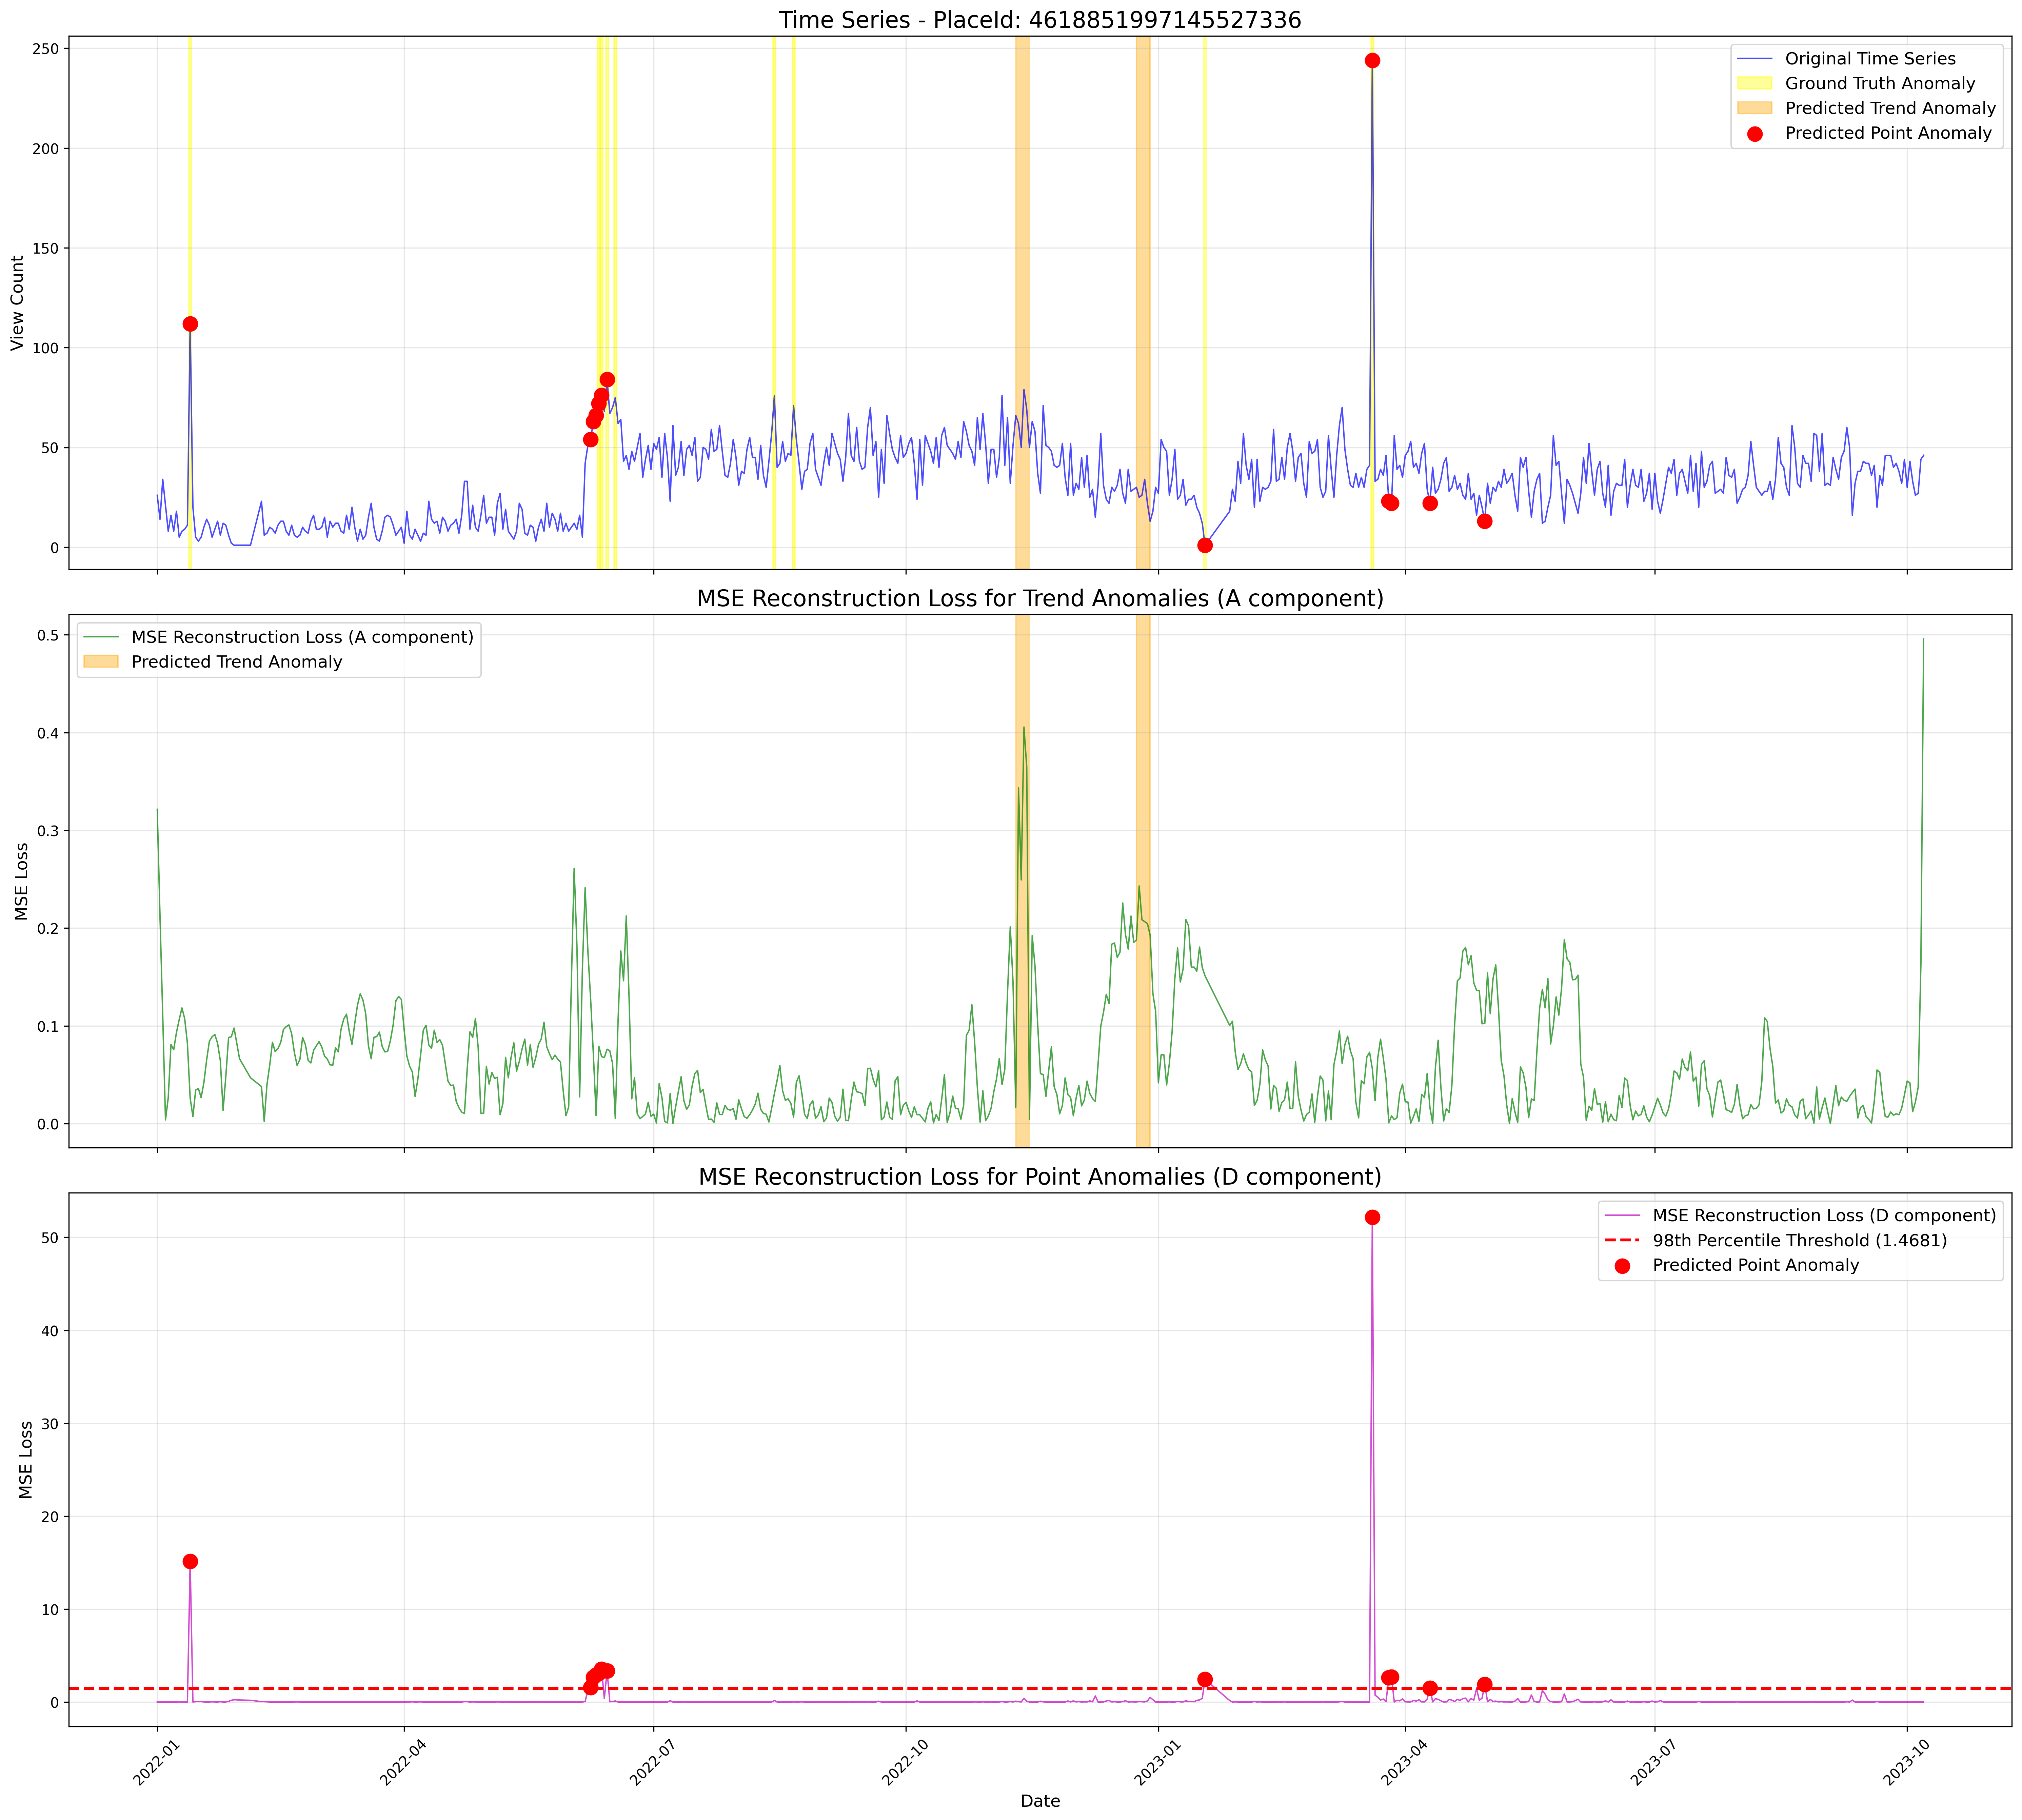 Time Series - PlaceId: 4618851997145527336
250
200
150
100
50
0
View Count
Original Time Series
Ground Truth Anomaly
Predicted Trend Anomaly
Predicted Point Anomaly
MSE Reconstruction Loss for Trend Anomalies (A component)
0.5
0.4
0.3
0.2
0.1
0.0
MSE Loss
MSE Reconstruction Loss (A component)
Predicted Trend Anomaly
MSE Reconstruction Loss for Point Anomalies (D component)
50
40
30
20
10
0
MSE Loss
MSE Reconstruction Loss (D component)
98th Percentile Threshold (1.4681)
Predicted Point Anomaly
2022-01
2022-04
2022-07
2022-10
2023-01
2023-04
2023-07
2023-10
Date